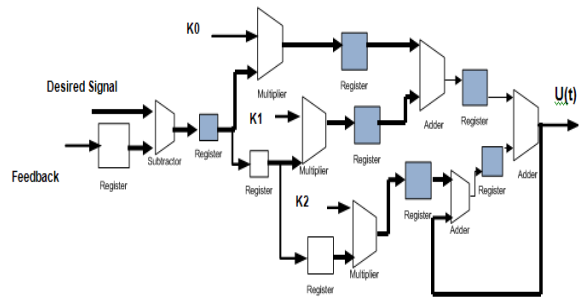 K0
Desired Signal
Feedback
Register
Subtractor
Register
Multiplier
Register
K1
Register
Multiplier
Register
K2
Register
Multiplier
Register
Adder
Register
Adder
Register
Adder
U(t)